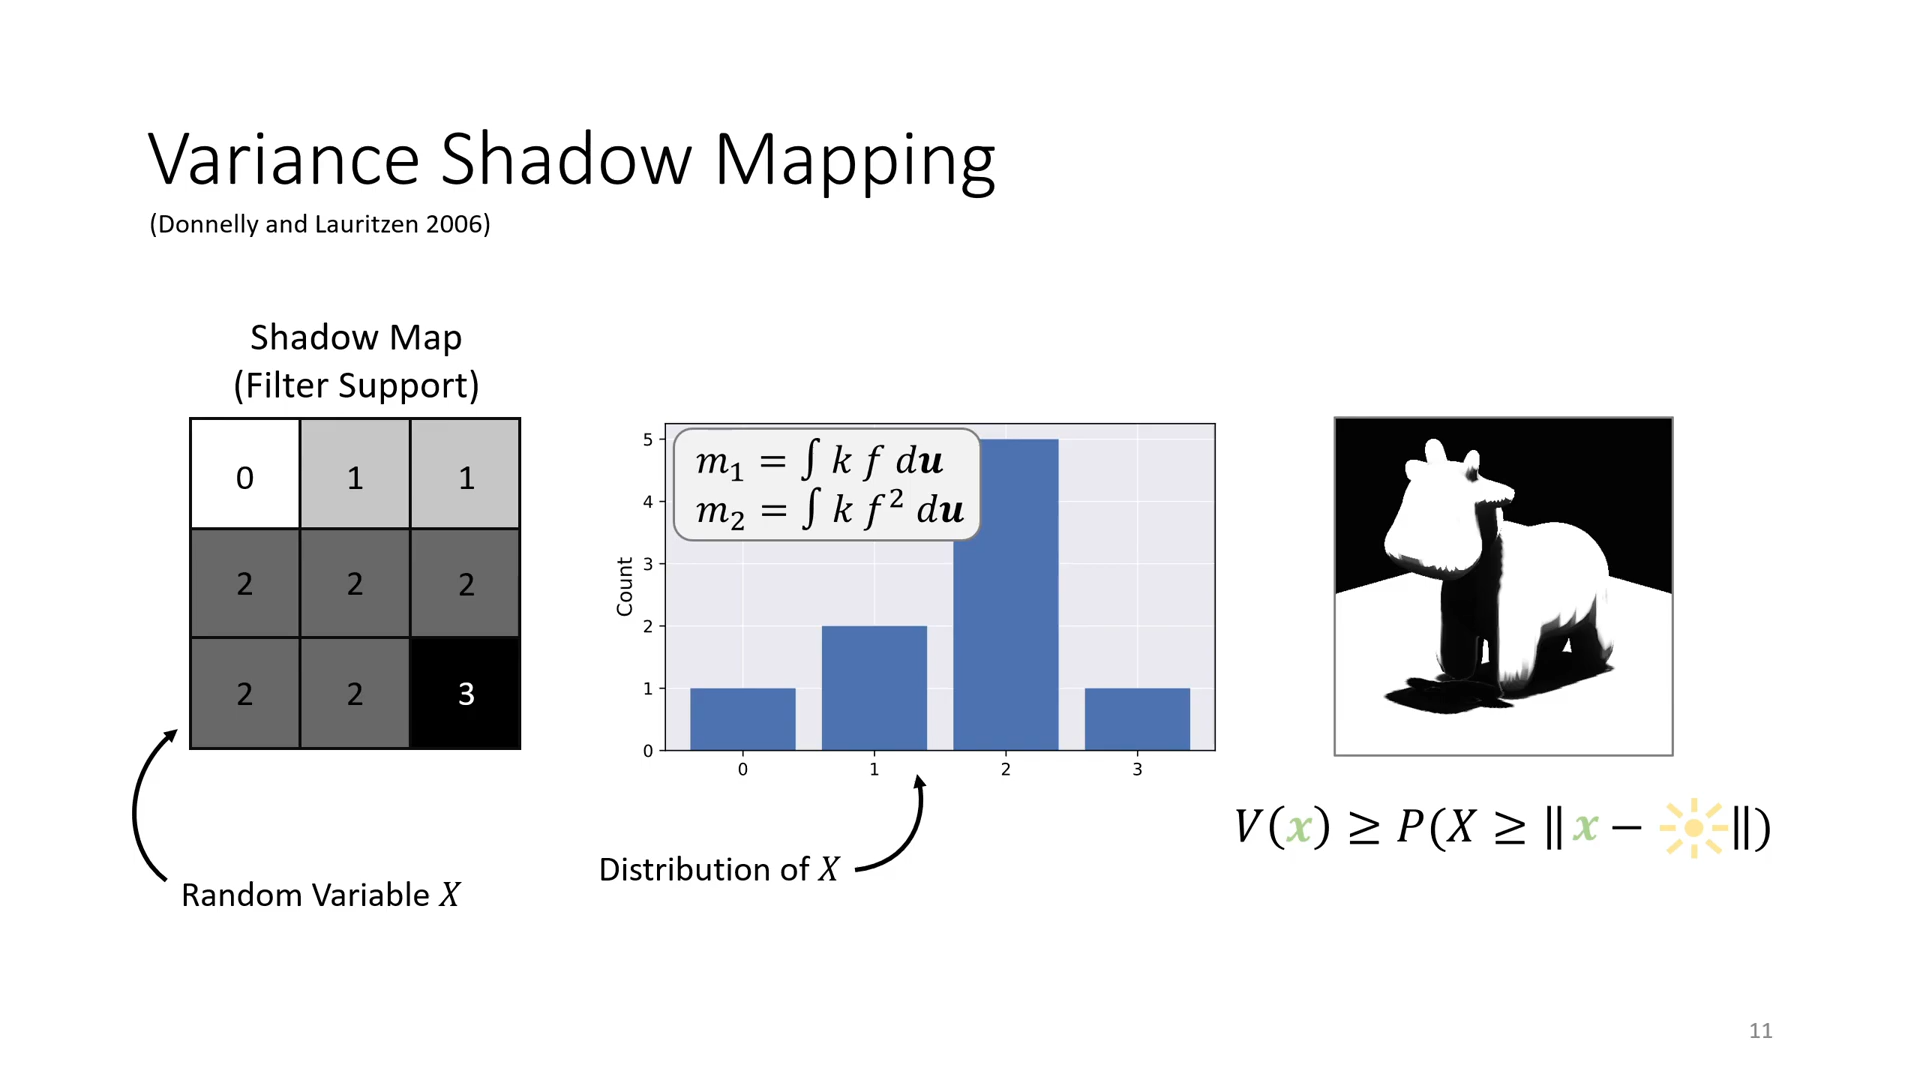 Variance Shadow Mapping
(Donnelly and Lauritzen 2006)
Shadow Map
(Filter Support)
0 1 1
2 2 2
2 2 3
Random Variable X
m₁ = ∫ k f d𝒖
m₂ = ∫ k f² d𝒖
Count
5
4
3
2
1
0
0 1 2 3
Distribution of X
V(𝒙) ≥ P(X ≥ ‖𝒙 − ☀‖)
11